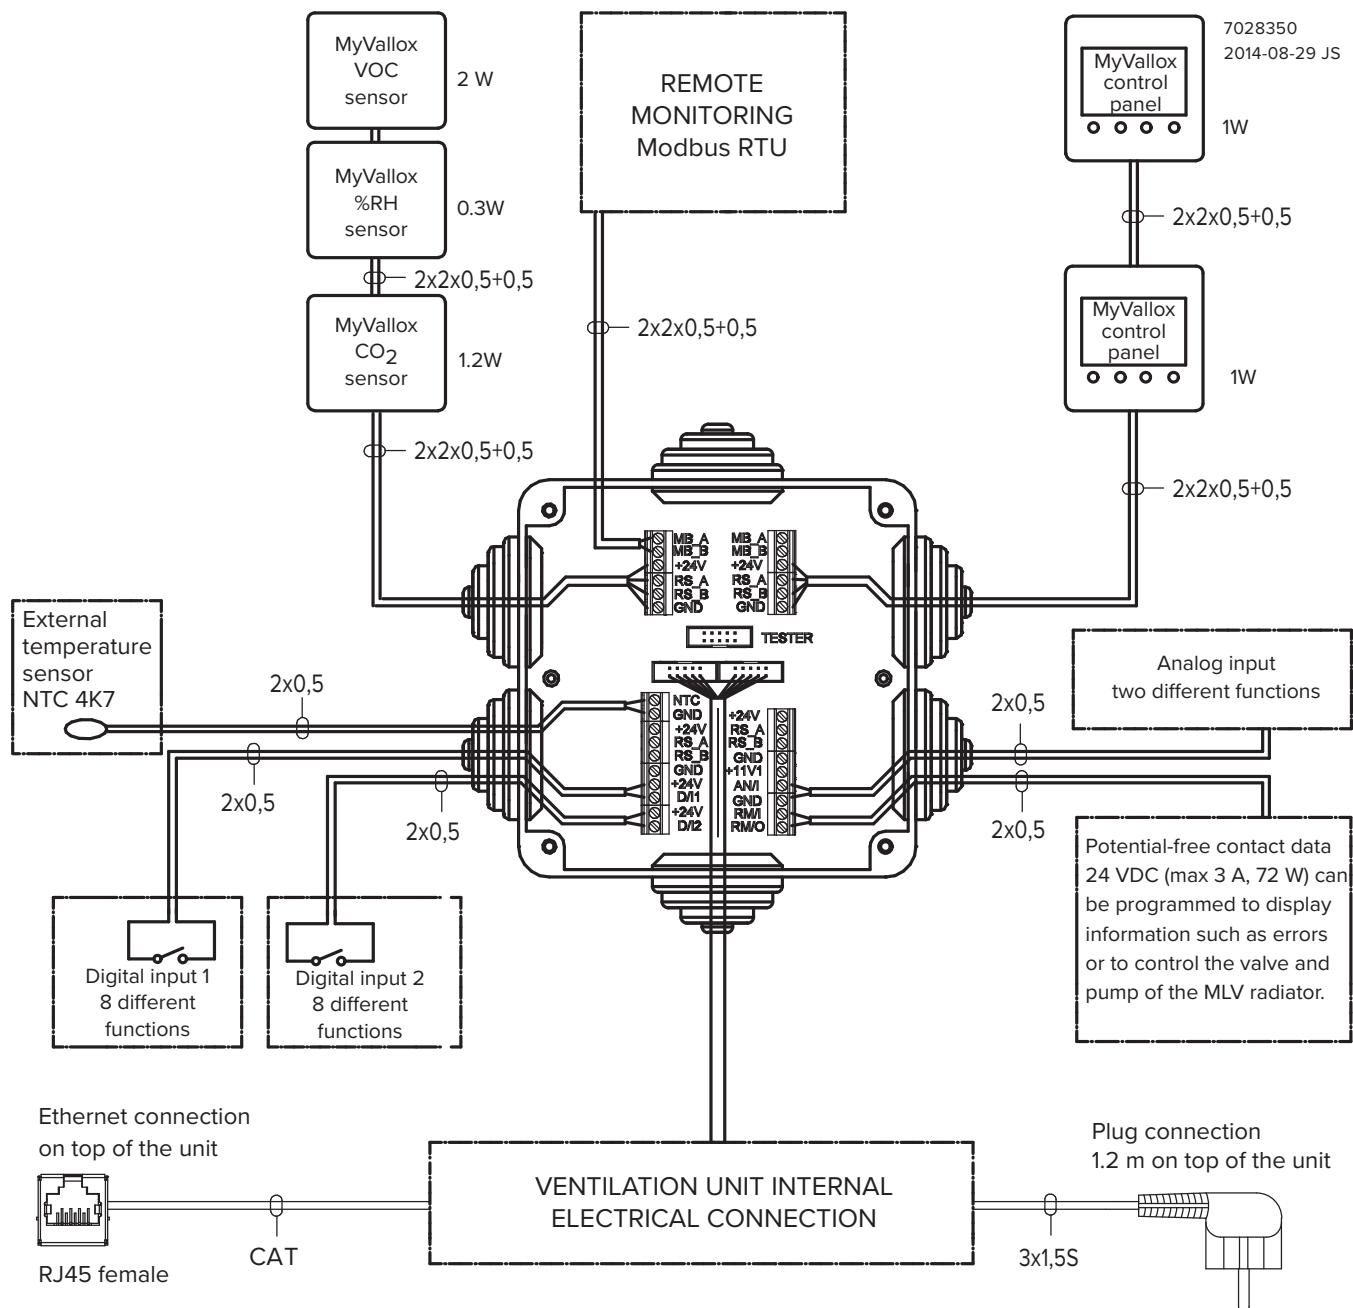 MyVallox
VOC
sensor
2 W
MyVallox
%RH
sensor
0.3W
2x2x0,5+0,5
MyVallox
CO2
sensor
1.2W
2x2x0,5+0,5
REMOTE
MONITORING
Modbus RTU
2x2x0,5+0,5
7028350
2014-08-29 JS
MyVallox
control
panel
1W
2x2x0,5+0,5
MyVallox
control
panel
1W
2x2x0,5+0,5
MB_A
MB_B
+24V
RS_A
RS_B
GND
MB_A
MB_B
+24V
RS_A
RS_B
GND
TESTER
NTC
GND
+24V
RS_A
RS_B
GND
+24V
D/I1
+24V
D/I2
+24V
RS_A
RS_B
GND
+11V1
AN/I
GND
RM/I
RM/O
External
temperature
sensor
NTC 4K7
2x0,5
2x0,5
2x0,5
Analog input
two different functions
2x0,5
2x0,5
Potential-free contact data
24 VDC (max 3 A, 72 W) can
be programmed to display
information such as errors
or to control the valve and
pump of the MLV radiator.
Digital input 1
8 different
functions
Digital input 2
8 different
functions
Ethernet connection
on top of the unit
RJ45 female
CAT
VENTILATION UNIT INTERNAL
ELECTRICAL CONNECTION
3x1,5S
Plug connection
1.2 m on top of the unit